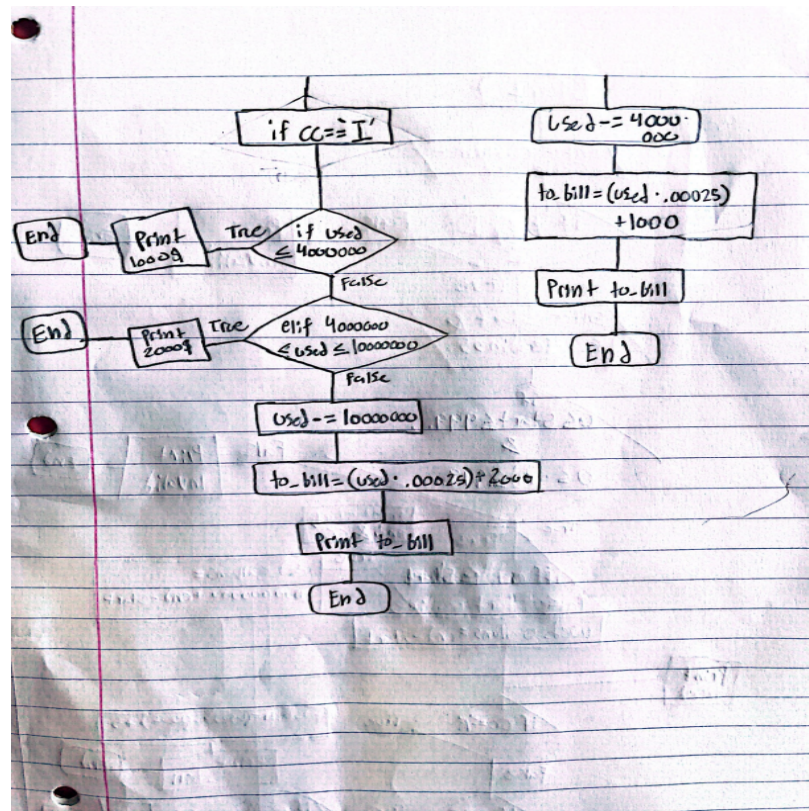 if cc=='I'
if used
≤ 4000000
True
Print
1000$
End
False
elif 4000000
≤ used ≤ 10000000
True
Print
2000$
End
False
used -= 10000000
to_bill=(used · .00025)+2000
Print to_bill
End
used -= 4000
000
to_bill=(used · .00025)
+1000
Print to_bill
End